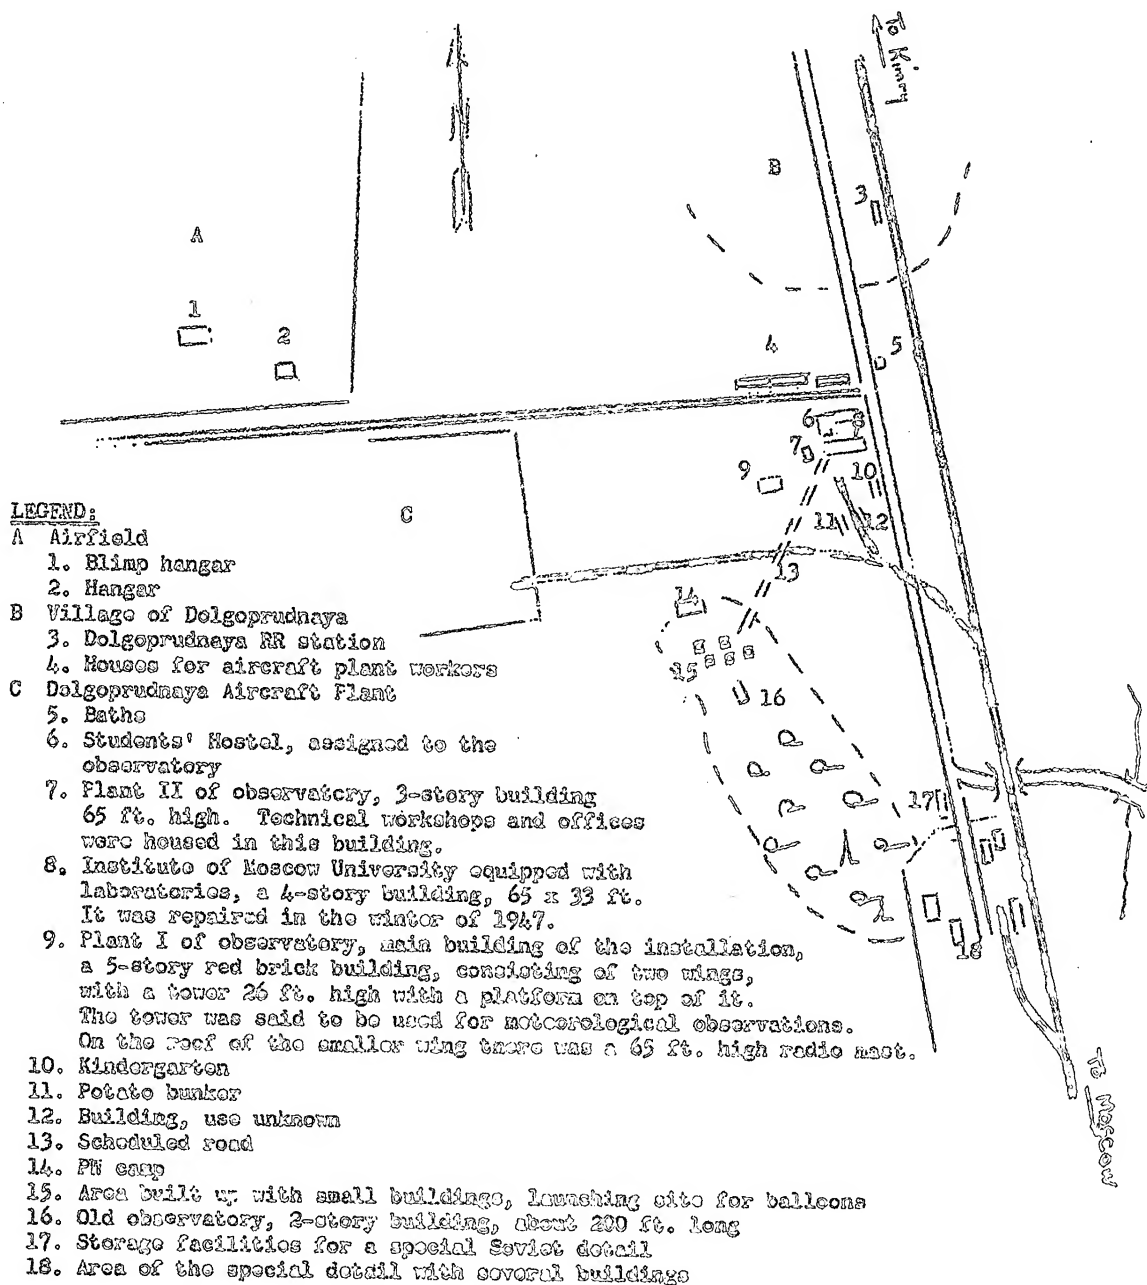 To Kimry
A
1
2
B
3
4
5
6
8
7
9
10
11
12
C
13
14
15
16
17
18
To Moscow
LEGEND:
A Airfield
1. Blimp hangar
2. Hangar
B Village of Dolgoprudnaya
3. Dolgoprudnaya RR station
4. Houses for aircraft plant workers
C Dolgoprudnaya Aircraft Plant
5. Baths
6. Students' Hostel, assigned to the
observatory
7. Plant II of observatory, 3-story building
65 ft. high. Technical workshops and offices
were housed in this building.
8. Institute of Moscow University equipped with
laboratories, a 4-story building, 65 x 33 ft.
It was repaired in the winter of 1947.
9. Plant I of observatory, main building of the installation,
a 5-story red brick building, consisting of two wings,
with a tower 26 ft. high with a platform on top of it.
The tower was said to be used for meteorological observations.
On the roof of the smaller wing there was a 65 ft. high radio mast.
10. Kindergarten
11. Potato bunker
12. Building, use unknown
13. Scheduled road
14. PW camp
15. Area built up with small buildings, launching site for balloons
16. Old observatory, 2-story building, about 200 ft. long
17. Storage facilities for a special Soviet detail
18. Area of the special detail with several buildings